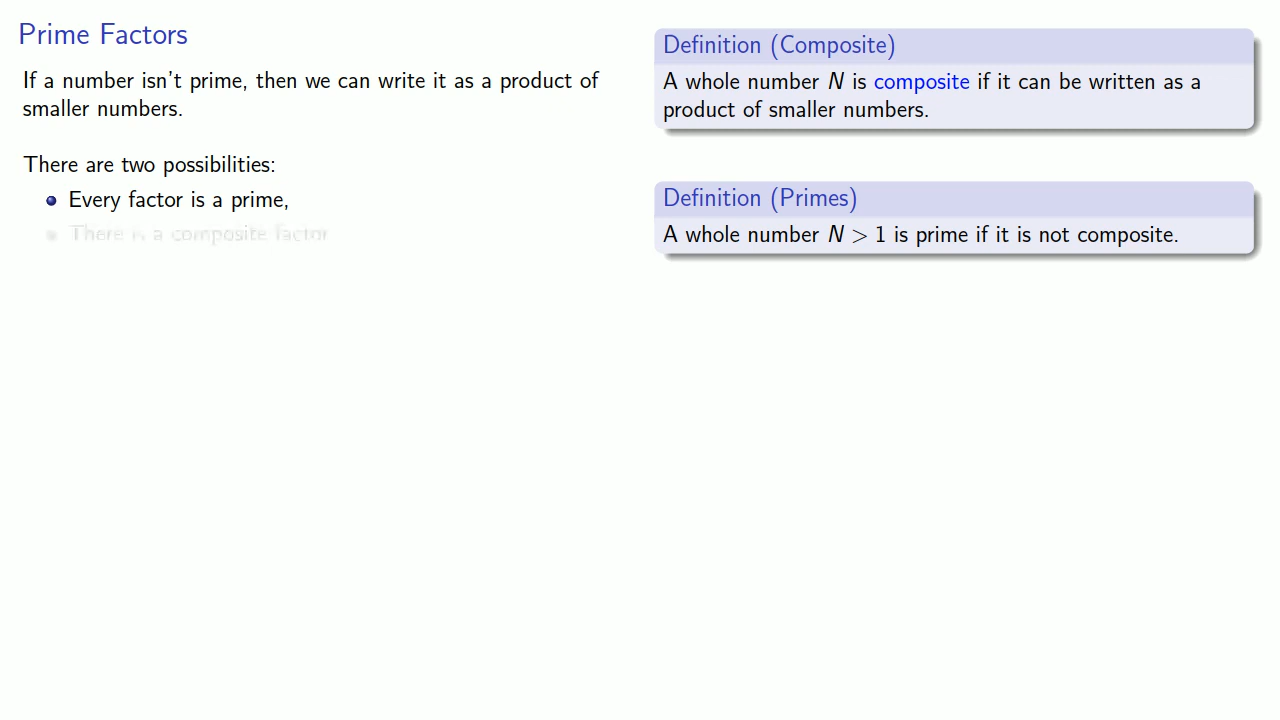 Prime Factors
If a number isn't prime, then we can write it as a product of
smaller numbers.
There are two possibilities:
Every factor is a prime,
There is a composite factor
Definition (Composite)
A whole number N is composite if it can be written as a
product of smaller numbers.
Definition (Primes)
A whole number N > 1 is prime if it is not composite.